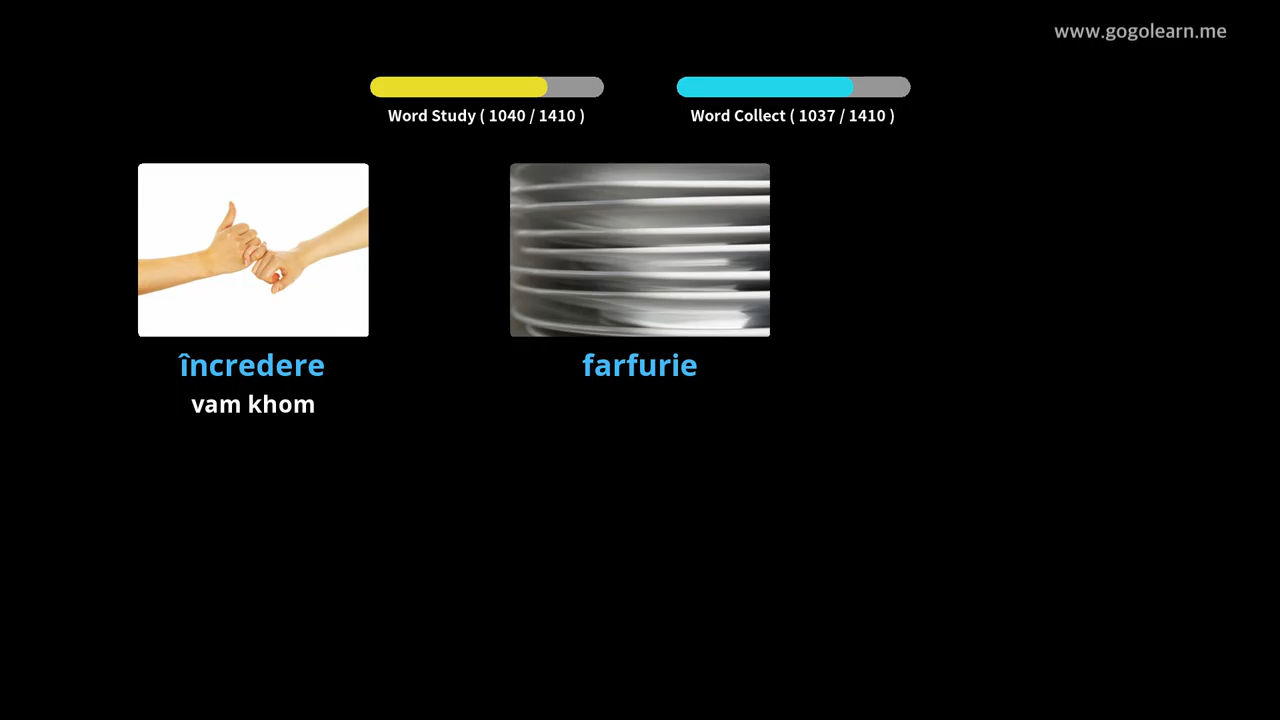 www.gogolearn.me
Word Study ( 1040 / 1410 )
Word Collect ( 1037 / 1410 )
încredere
farfurie
vam khom